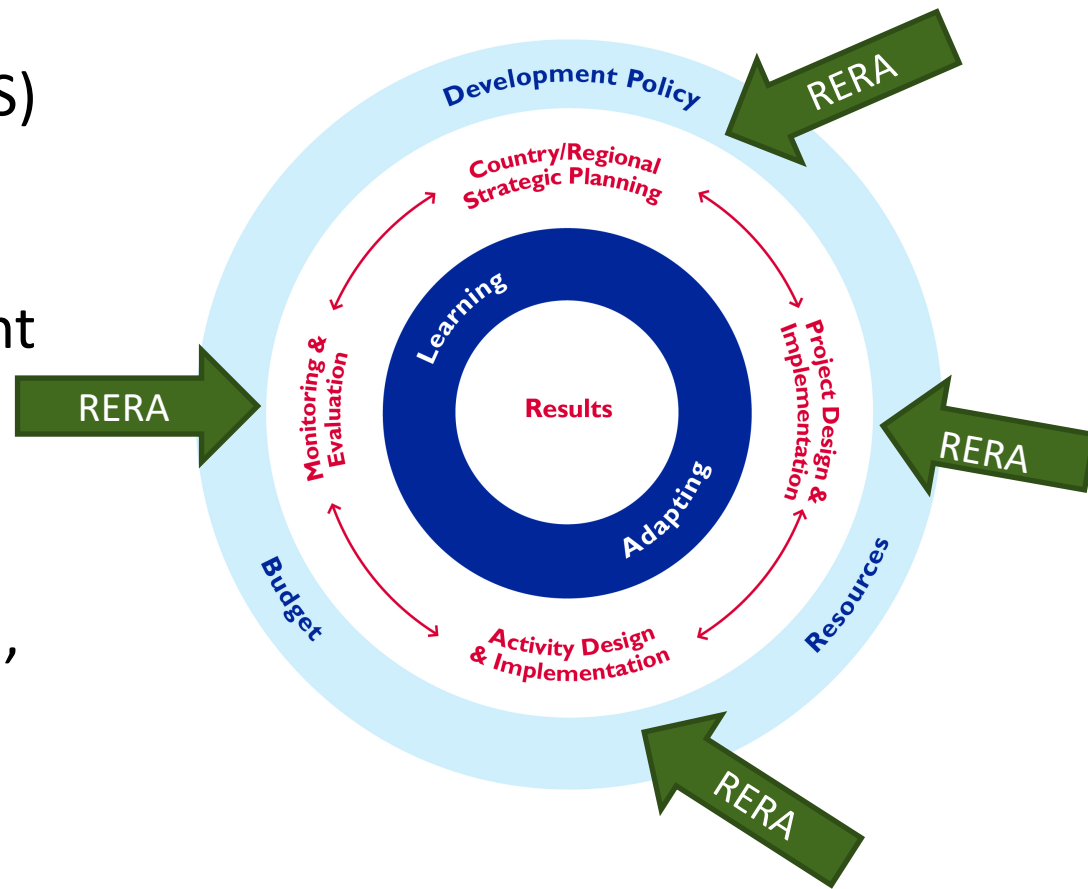 S)
nt
,
RERA
Development Policy
Country/Regional
Strategic Planning
Learning
Monitoring &
Evaluation
RERA
Results
Project Design &
Implementation
RERA
Adapting
Budget
Resources
Activity Design
& Implementation
RERA